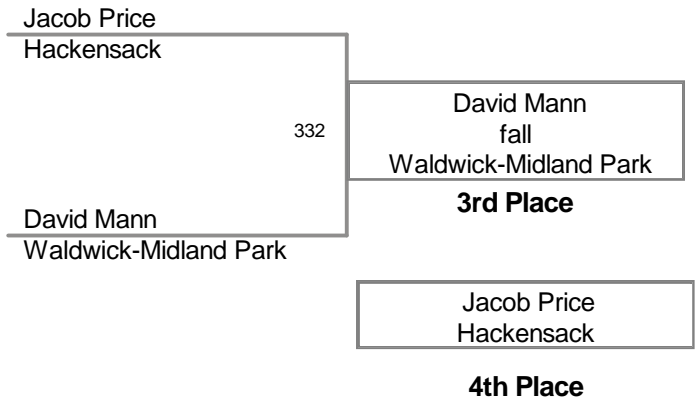 Jacob Price
Hackensack
332
David Mann
fall
Waldwick-Midland Park
3rd Place
David Mann
Waldwick-Midland Park
Jacob Price
Hackensack
4th Place